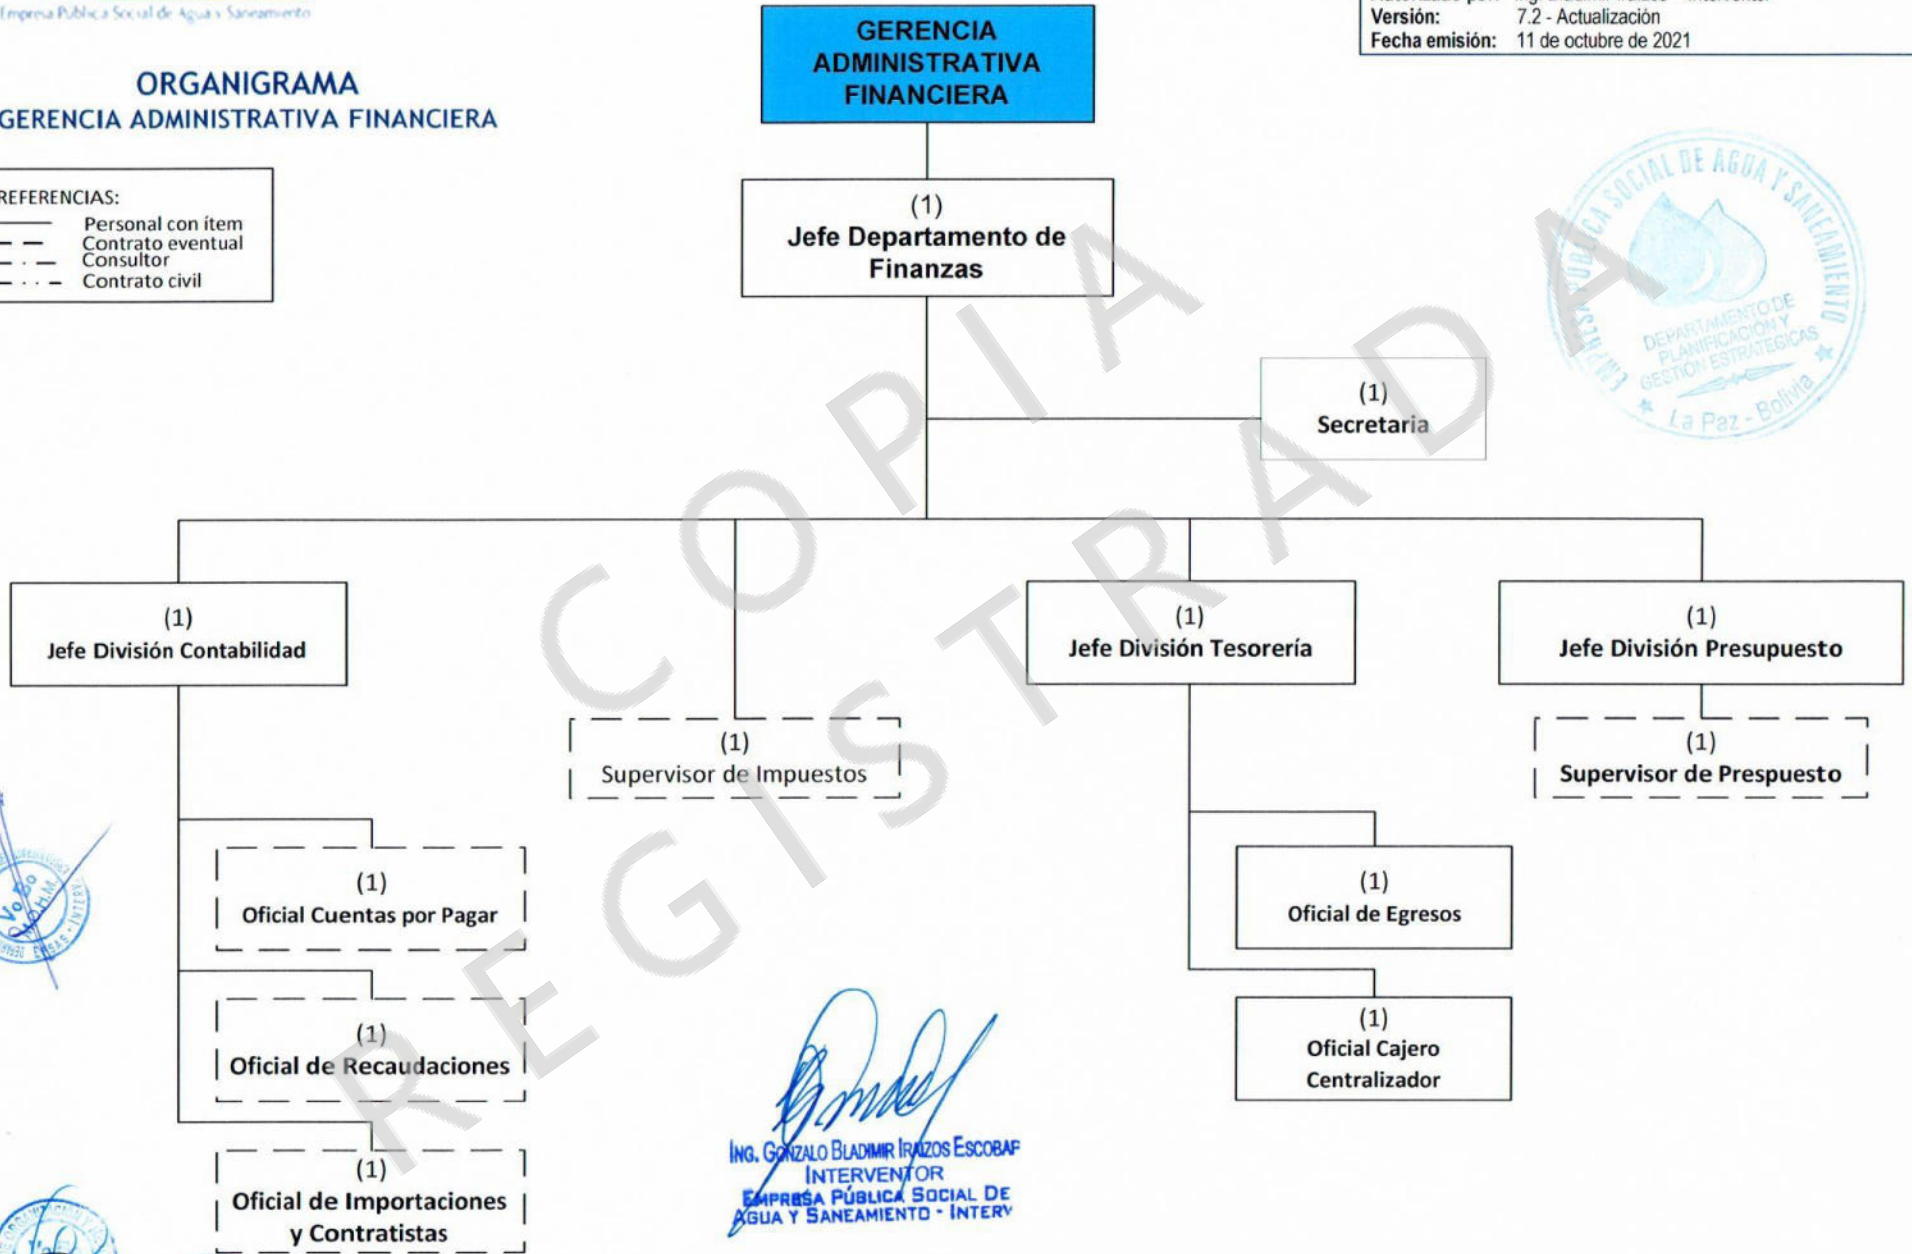 Empresa Pública Social de Agua y Saneamiento
Versión: 7.2 - Actualización
Fecha emisión: 11 de octubre de 2021
ORGANIGRAMA
GERENCIA ADMINISTRATIVA FINANCIERA
REFERENCIAS:
Personal con ítem
Contrato eventual
Consultor
Contrato civil
GERENCIA
ADMINISTRATIVA
FINANCIERA
(1)
Jefe Departamento de
Finanzas
EMPRESA PÚBLICA SOCIAL DE AGUA Y SANEAMIENTO
DEPARTAMENTO DE
PLANIFICACIÓN Y
GESTIÓN ESTRATEGICAS
La Paz - Bolivia
(1)
Secretaria
(1)
Jefe División Contabilidad
(1)
Jefe División Tesorería
(1)
Jefe División Presupuesto
(1)
Supervisor de Impuestos
(1)
Supervisor de Prespuesto
(1)
Oficial Cuentas por Pagar
(1)
Oficial de Egresos
(1)
Oficial de Recaudaciones
(1)
Oficial Cajero
Centralizador
(1)
Oficial de Importaciones
y Contratistas
COPIA
REGISTRADA
VoBo
ING. GONZALO BLADIMIR IRAIZOS ESCOBAR
INTERVENTOR
EMPRESA PÚBLICA SOCIAL DE
AGUA Y SANEAMIENTO - INTERV